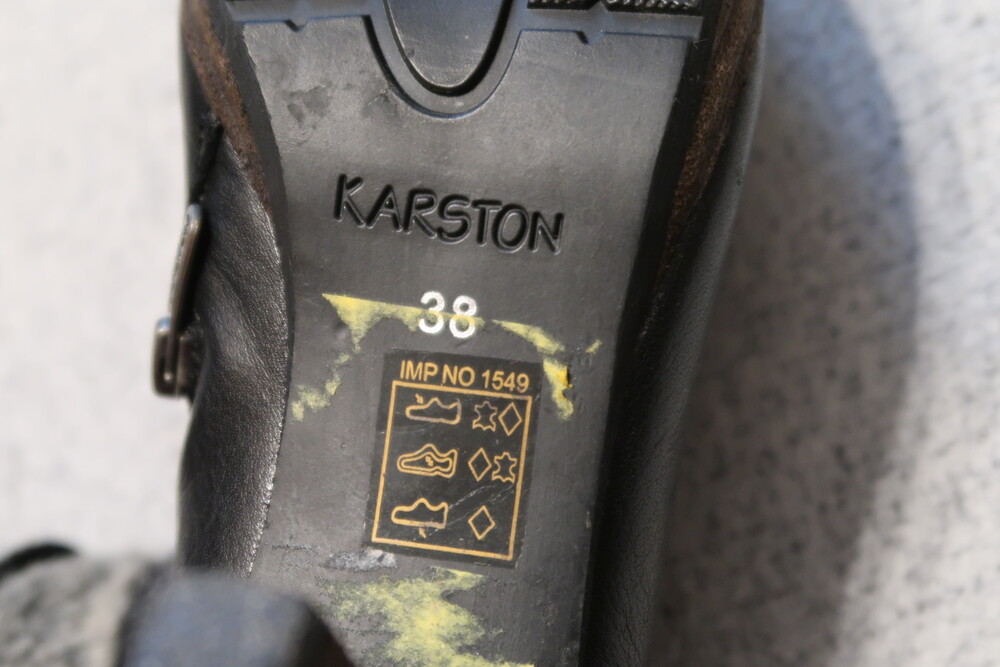 KARSTON
38
IMP NO 1549